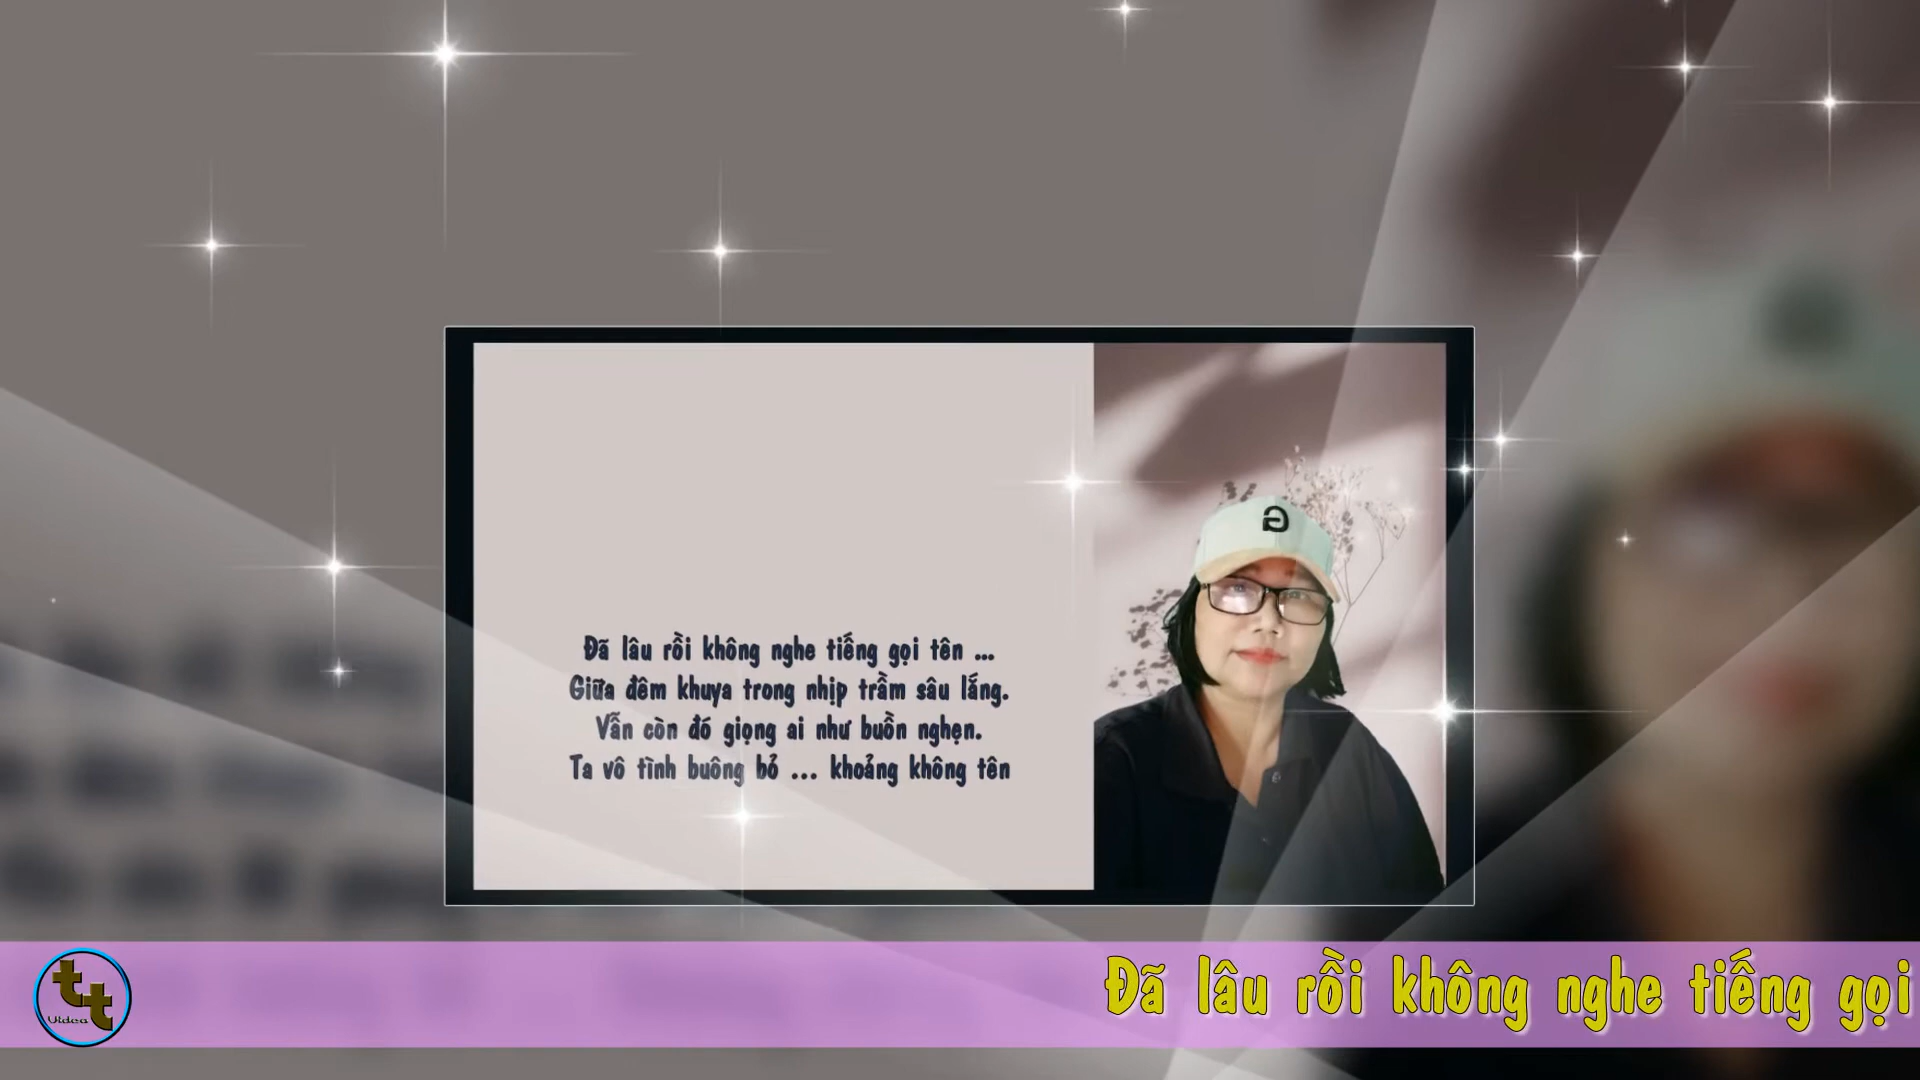 Đã lâu rồi không nghe tiếng gọi tên ...
Giữa đêm khuya trong nhịp trầm sâu lắng.
Vẫn còn đó giọng ai như buồn nghẹn.
Ta vô tình buông bỏ ... khoảng không tên
Đã lâu rồi không nghe tiếng gọi
tt
Video
G